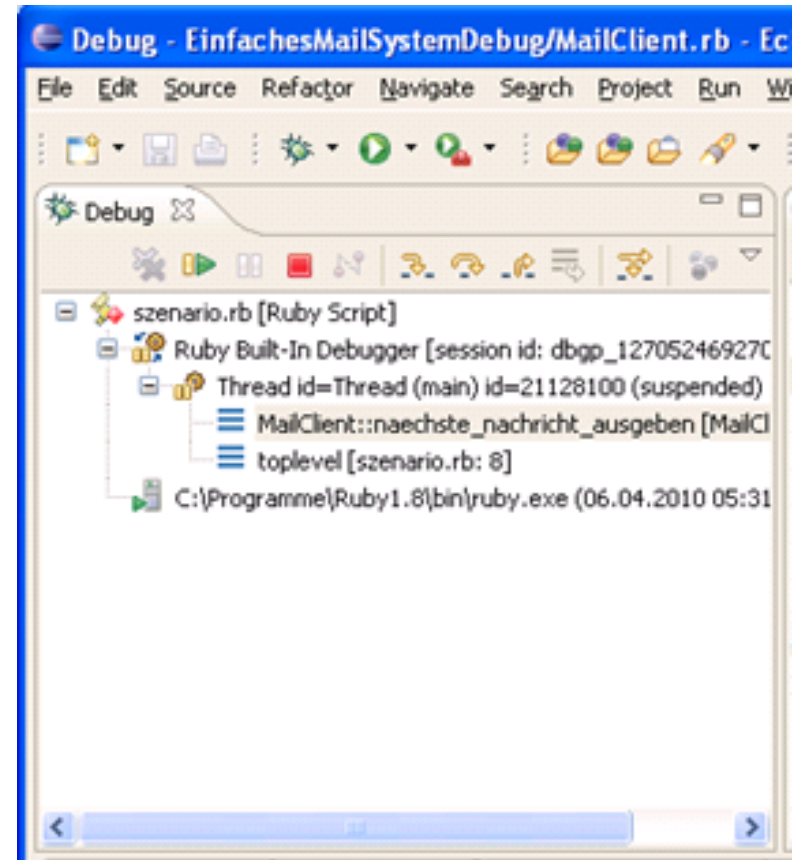 Debug - EinfachesMailSystemDebug/MailClient.rb - Ec
File Edit Source Refactor Navigate Search Project Run Wi
Debug
szenario.rb [Ruby Script]
Ruby Built-In Debugger [session id: dbgp_127052469270
Thread id=Thread (main) id=21128100 (suspended)
MailClient::naechste_nachricht_ausgeben [MailCl
toplevel [szenario.rb: 8]
C:\Programme\Ruby1.8\bin\ruby.exe (06.04.2010 05:31